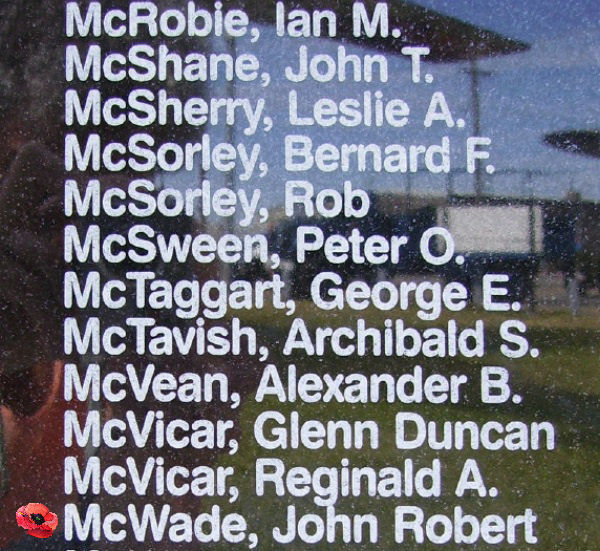 McRobie, Ian M.
McShane, John T.
McSherry, Leslie A.
McSorley, Bernard F.
McSorley, Rob
McSween, Peter O.
McTaggart, George E.
McTavish, Archibald S.
McVean, Alexander B.
McVicar, Glenn Duncan
McVicar, Reginald A.
McWade, John Robert